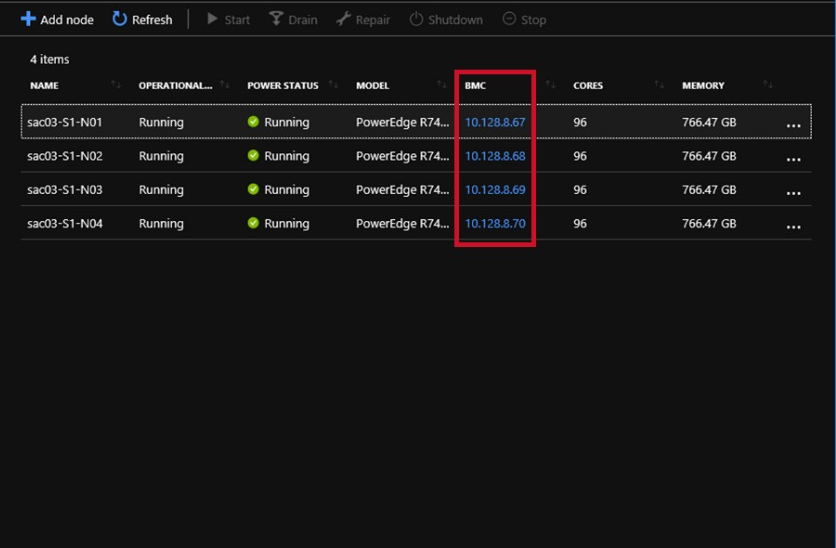 Add node Refresh Start Drain Repair Shutdown Stop
4 items
NAME OPERATIONAL... POWER STATUS MODEL BMC CORES MEMORY
sac03-S1-N01 Running Running PowerEdge R74... 10.128.8.67 96 766.47 GB ...
sac03-S1-N02 Running Running PowerEdge R74... 10.128.8.68 96 766.47 GB ...
sac03-S1-N03 Running Running PowerEdge R74... 10.128.8.69 96 766.47 GB ...
sac03-S1-N04 Running Running PowerEdge R74... 10.128.8.70 96 766.47 GB ...